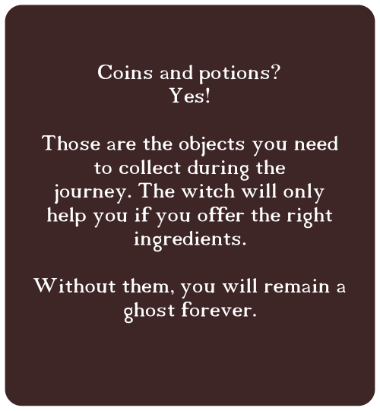 Coins and potions?
Yes!
Those are the objects you need
to collect during the
journey. The witch will only
help you if you offer the right
ingredients.
Without them, you will remain a
ghost forever.